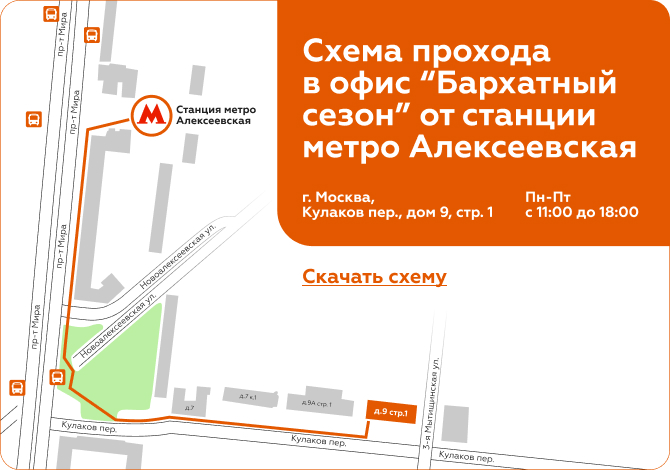 Схема прохода
в офис “Бархатный
сезон” от станции
метро Алексеевская
г. Москва,
Кулаков пер., дом 9, стр. 1
Пн-Пт
с 11:00 до 18:00
Скачать схему
пр-т Мира
пр-т Мира
М
Станция метро
Алексеевская
пр-т Мира
Новоалексеевская ул.
Новоалексеевская ул.
пр-т Мира
д.7
д.7 к.1
д.9А стр. 1
д.9 стр.1
Кулаков пер.
Кулаков пер.
3-я Мытищинская ул.
Кулаков пер.